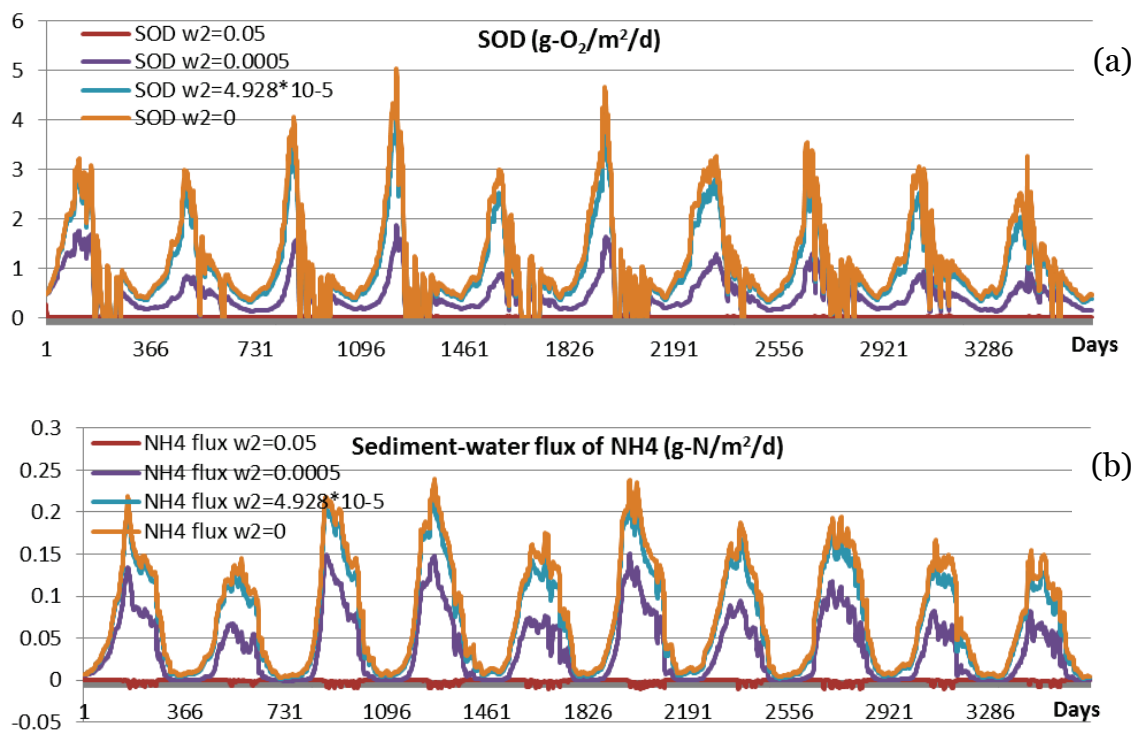 6
SOD w2=0.05
SOD (g-O2/m2/d)
SOD w2=0.0005
(a)
5
SOD w2=4.928*10-5
4
SOD w2=0
3
2
1
0
1 366 731 1096 1461 1826 2191 2556 2921 3286 Days
0.3
NH4 flux w2=0.05
Sediment-water flux of NH4 (g-N/m2/d)
0.25
NH4 flux w2=0.0005
(b)
NH4 flux w2=4.928*10-5
0.2
NH4 flux w2=0
0.15
0.1
0.05
0
-0.05
1 366 731 1096 1461 1826 2191 2556 2921 3286 Days